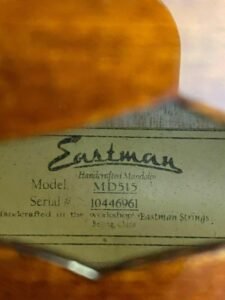 Eastman
Handcrafted Mandolin
Model MD515
Serial # 10446961
Handcrafted in the workshop of Eastman Strings
Beijing, China